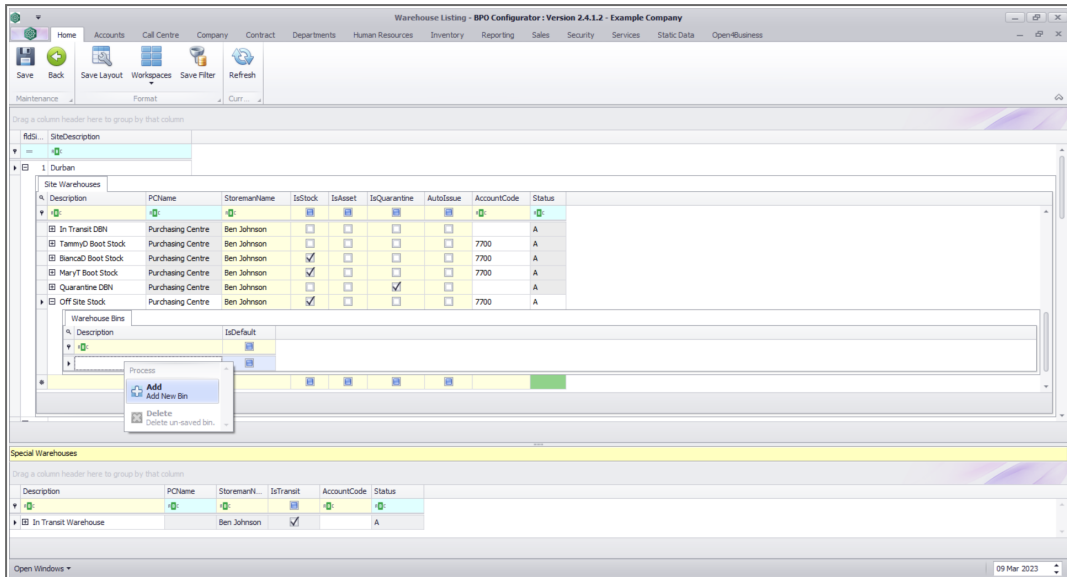 Warehouse Listing - BPO Configurator : Version 2.4.1.2 - Example Company
Home Accounts Call Centre Company Contract Departments Human Resources Inventory Reporting Sales Security Services Static Data Open4Business
Save Back Save Layout Workspaces Save Filter Refresh
Maintenance Format Curr...
Drag a column header here to group by that column
fldSi... SiteDescription
1 Durban
Site Warehouses
Description PCName StoremanName IsStock IsAsset IsQuarantine AutoIssue AccountCode Status
In Transit DBN Purchasing Centre Ben Johnson A
TammyD Boot Stock Purchasing Centre Ben Johnson 7700 A
BiancaD Boot Stock Purchasing Centre Ben Johnson 7700 A
MaryT Boot Stock Purchasing Centre Ben Johnson 7700 A
Quarantine DBN Purchasing Centre Ben Johnson A
Off Site Stock Purchasing Centre Ben Johnson 7700 A
Warehouse Bins
Description IsDefault
Process
Add
Add New Bin
Delete
Delete un-saved bin.
Special Warehouses
Drag a column header here to group by that column
Description PCName StoremanN... IsTransit AccountCode Status
In Transit Warehouse Ben Johnson A
Open Windows 09 Mar 2023